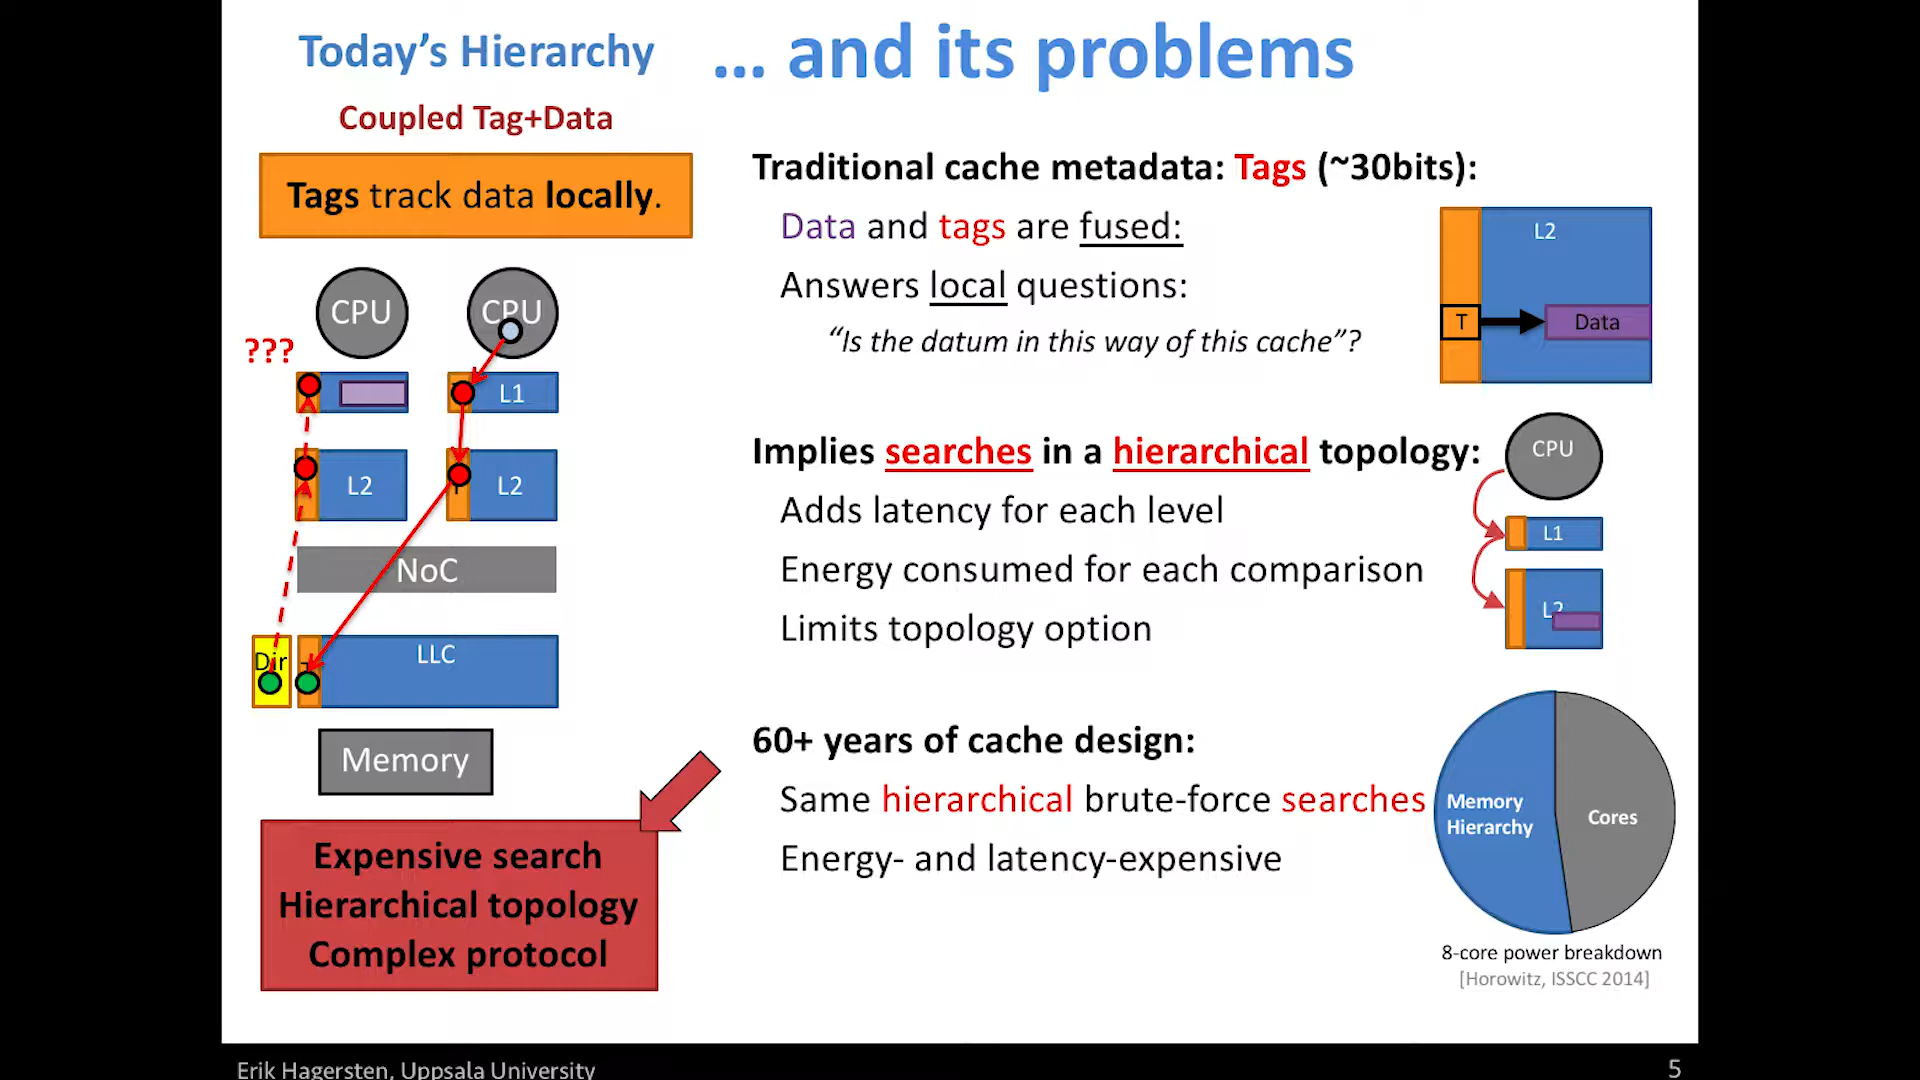 Today's Hierarchy
... and its problems
Coupled Tag+Data
Tags track data locally.
CPU
CPU
???
L1
L2
L2
NoC
Dir
LLC
Memory
Expensive search
Hierarchical topology
Complex protocol
Traditional cache metadata: Tags (~30bits):
Data and tags are fused:
Answers local questions:
“Is the datum in this way of this cache”?
L2
T
Data
Implies searches in a hierarchical topology:
Adds latency for each level
Energy consumed for each comparison
Limits topology option
CPU
L1
L2
60+ years of cache design:
Same hierarchical brute-force searches
Energy- and latency-expensive
Memory
Hierarchy
Cores
8-core power breakdown
[Horowitz, ISSCC 2014]
Erik Hagersten, Uppsala University
5